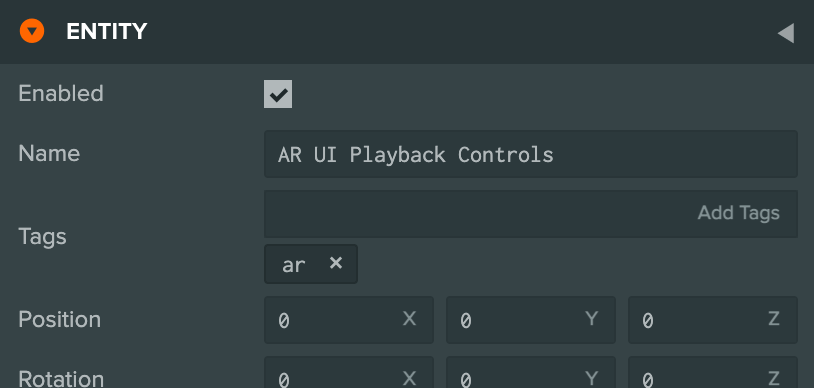 ENTITY
Enabled
Name AR UI Playback Controls
Add Tags
Tags
ar ×
Position 0 X 0 Y 0 Z
Rotation 0 X 0 Y 0 Z